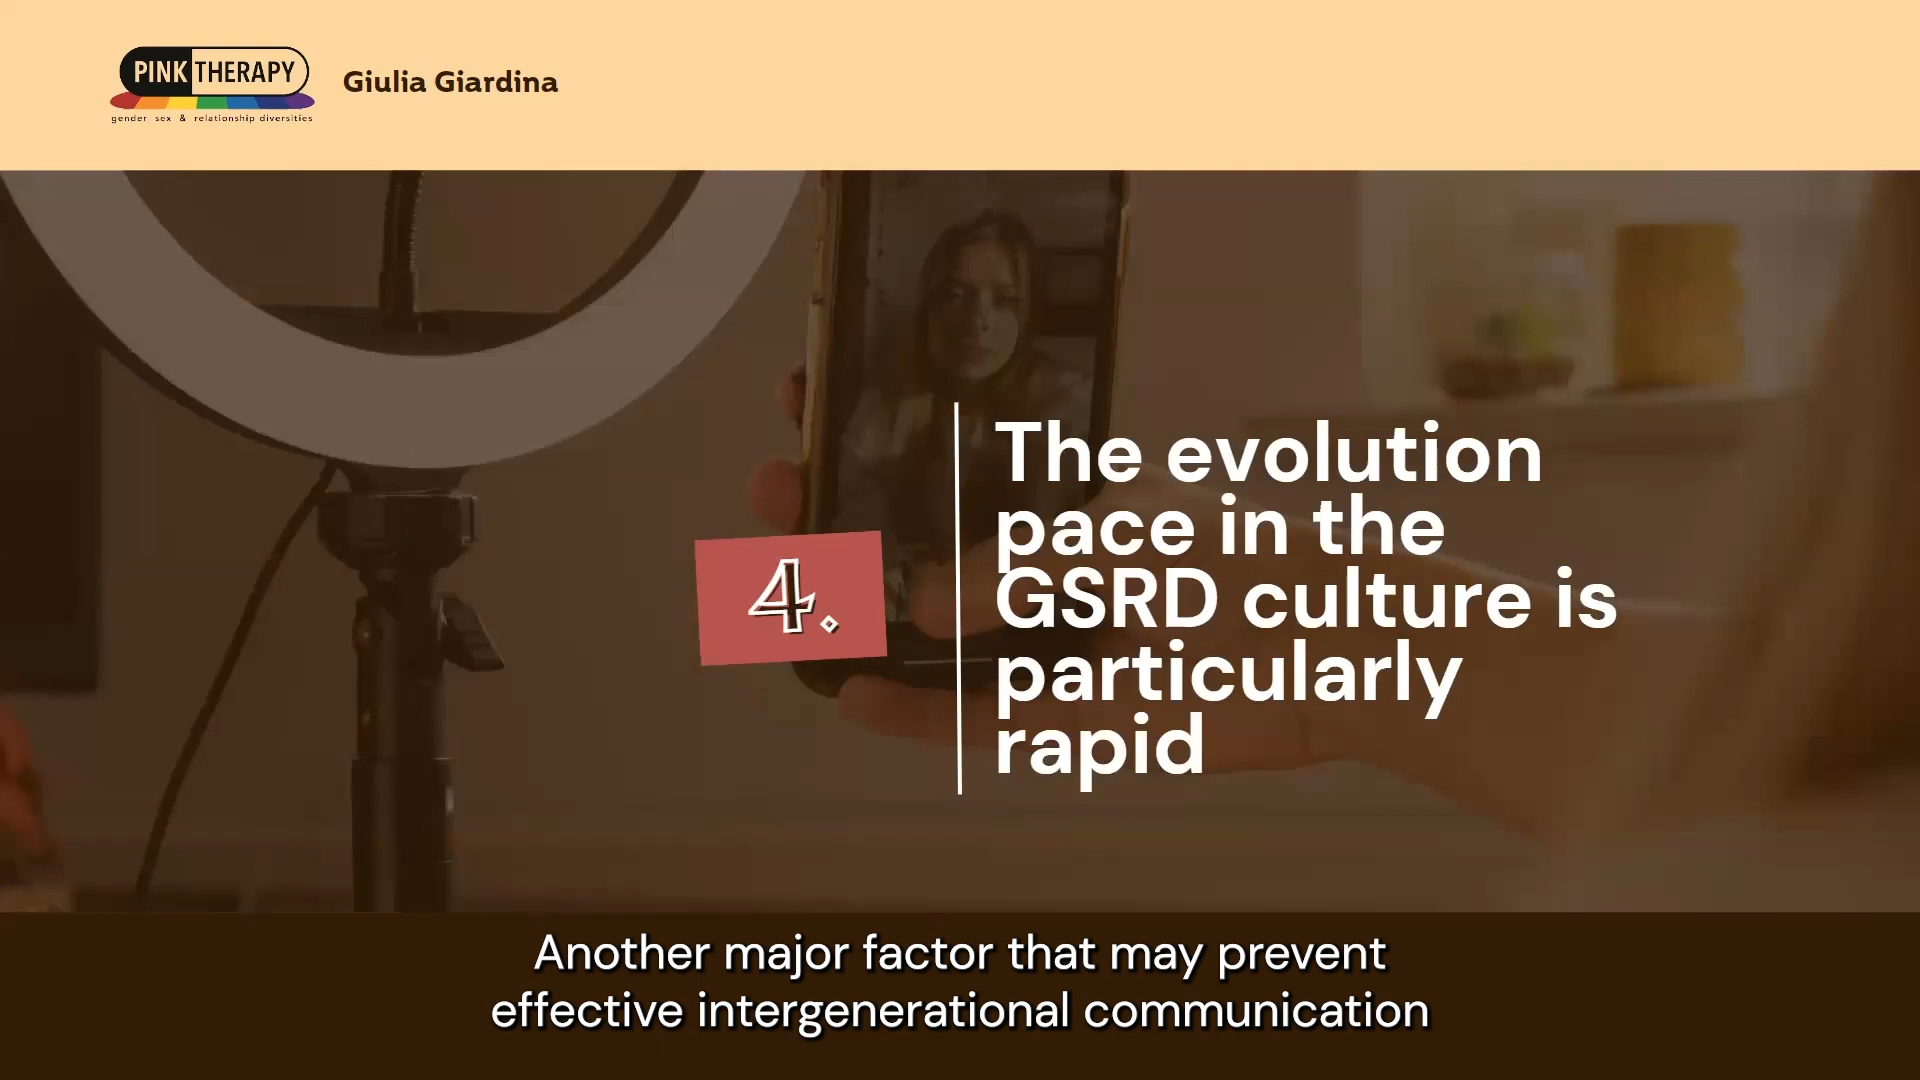 PINK THERAPY
gender sex & relationship diversities
Giulia Giardina
4.
The evolution
pace in the
GSRD culture is
particularly
rapid
Another major factor that may prevent
effective intergenerational communication